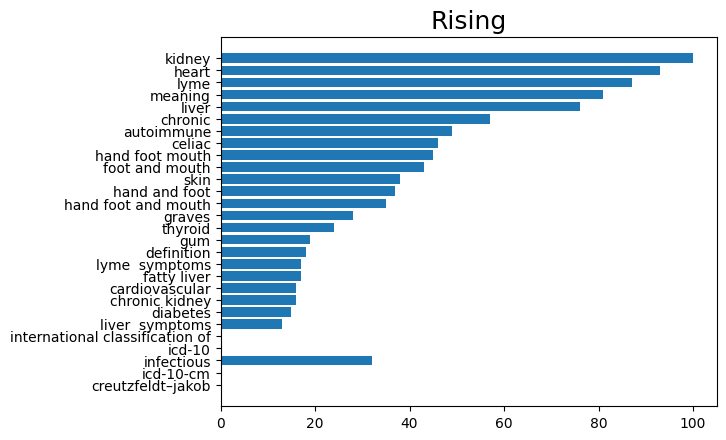 Rising
kidney
heart
lyme
meaning
liver
chronic
autoimmune
celiac
hand foot mouth
foot and mouth
skin
hand and foot
hand foot and mouth
graves
thyroid
gum
definition
lyme  symptoms
fatty liver
cardiovascular
chronic kidney
diabetes
liver  symptoms
international classification of
icd-10
infectious
icd-10-cm
creutzfeldt–jakob
0 20 40 60 80 100